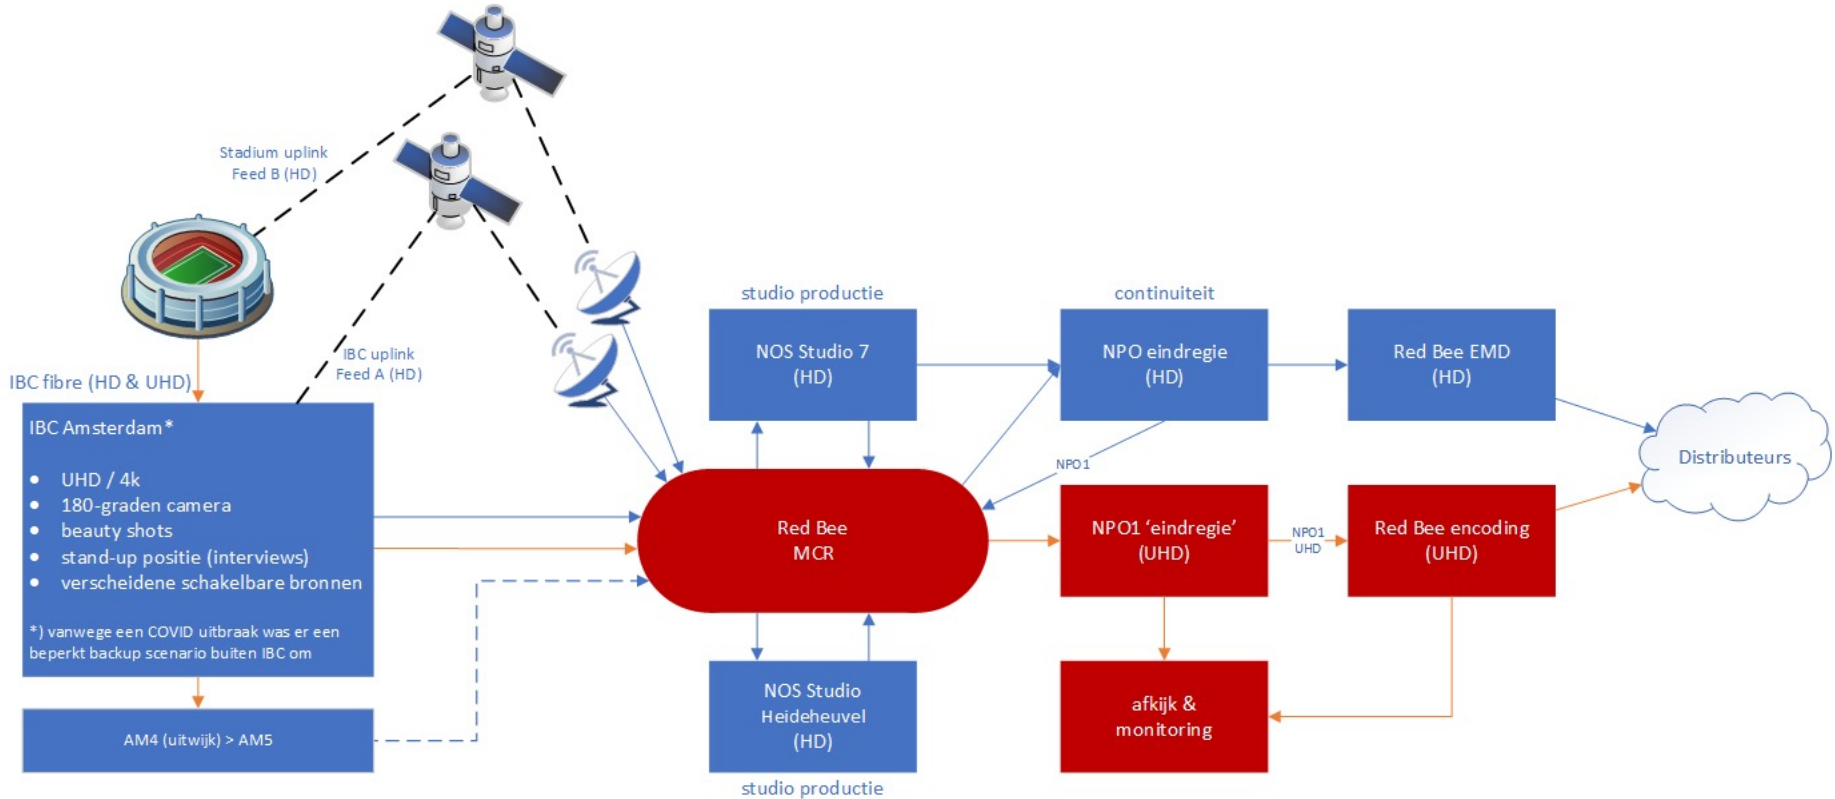 Stadium uplink
Feed B (HD)
IBC uplink
Feed A (HD)
IBC fibre (HD & UHD)
IBC Amsterdam*
• UHD / 4k
• 180-graden camera
• beauty shots
• stand-up positie (interviews)
• verscheidene schakelbare bronnen
*) vanwege een COVID uitbraak was er een
beperkt backup scenario buiten IBC om
AM4 (uitwijk) > AM5
studio productie
NOS Studio 7
(HD)
Red Bee
MCR
NOS Studio
Heideheuvel
(HD)
studio productie
continuiteit
NPO eindregie
(HD)
NPO1
NPO1 ‘eindregie’
(UHD)
NPO1
UHD
afkijk &
monitoring
Red Bee EMD
(HD)
Red Bee encoding
(UHD)
Distributeurs